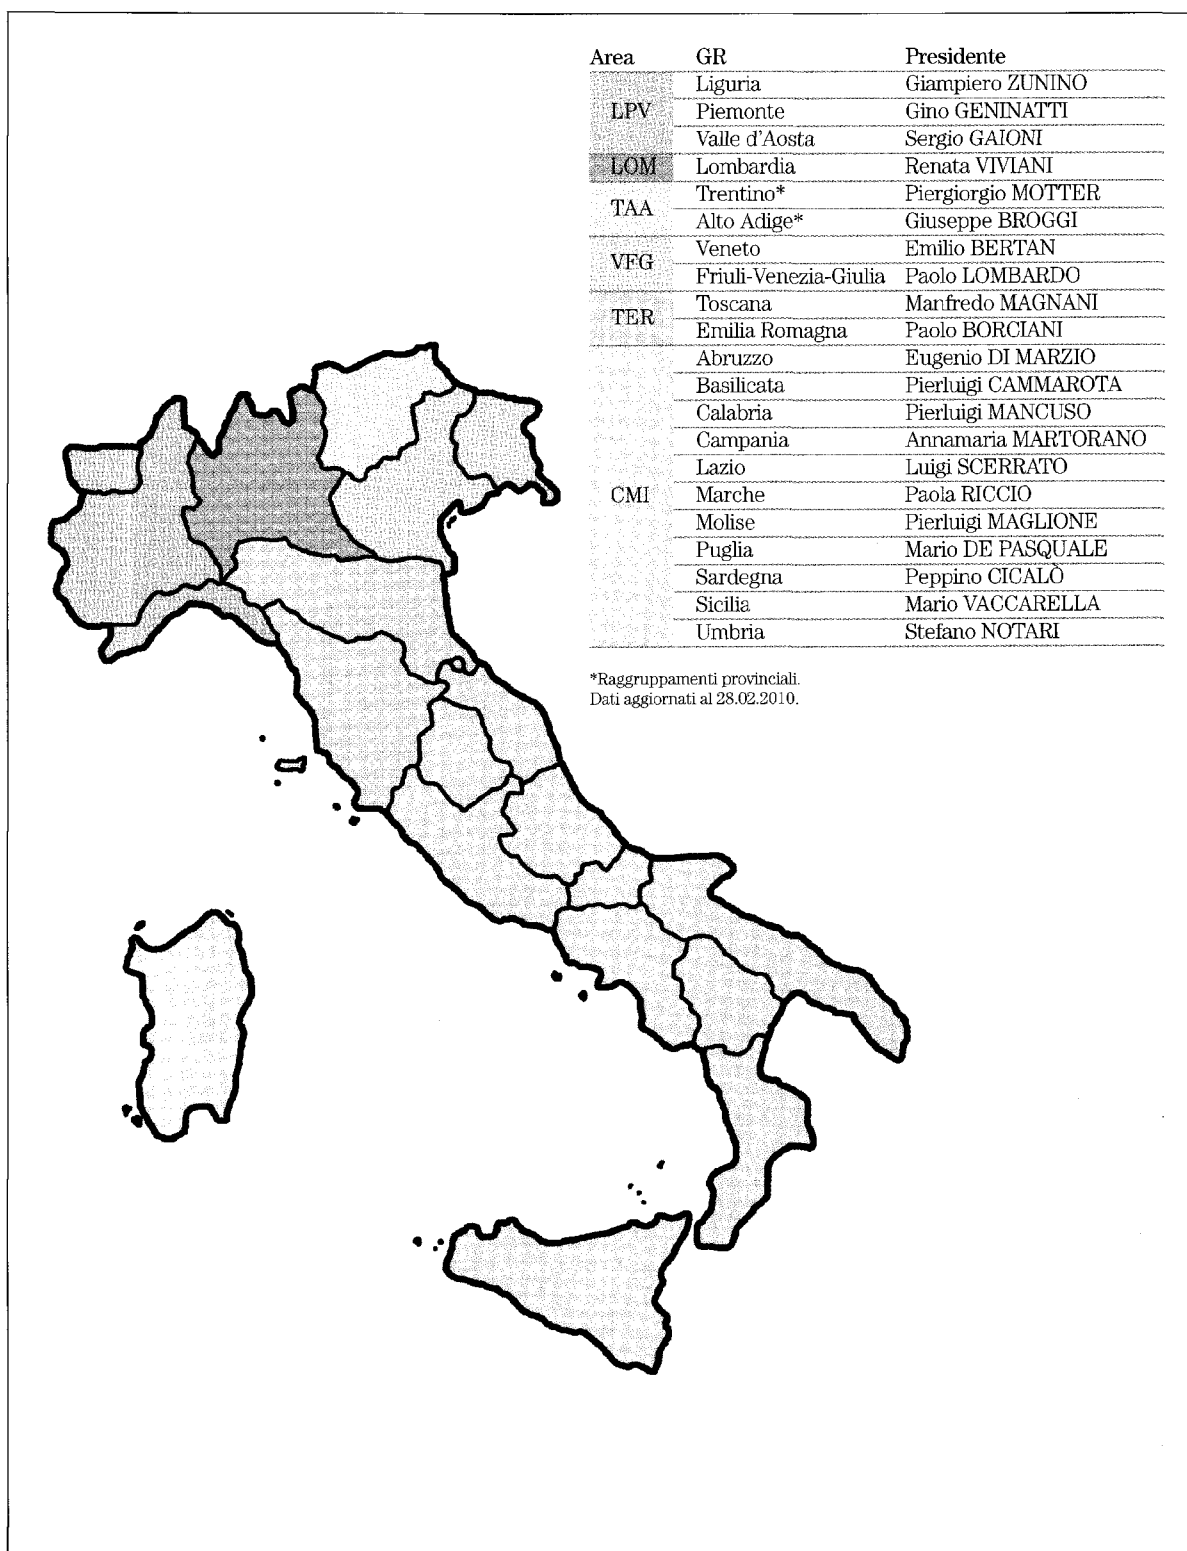 Area GR Presidente
LPV Liguria Giampiero ZUNINO
Piemonte Gino GENINATTI
Valle d'Aosta Sergio GAIONI
LOM Lombardia Renata VIVIANI
TAA Trentino* Piergiorgio MOTTER
Alto Adige* Giuseppe BROGGI
VFG Veneto Emilio BERTAN
Friuli-Venezia-Giulia Paolo LOMBARDO
TER Toscana Manfredo MAGNANI
Emilia Romagna Paolo BORCIANI
CMI Abruzzo Eugenio DI MARZIO
Basilicata Pierluigi CAMMAROTA
Calabria Pierluigi MANCUSO
Campania Annamaria MARTORANO
Lazio Luigi SCERRATO
Marche Paola RICCIO
Molise Pierluigi MAGLIONE
Puglia Mario DE PASQUALE
Sardegna Peppino CICALÒ
Sicilia Mario VACCARELLA
Umbria Stefano NOTARI
*Raggruppamenti provinciali.
Dati aggiornati al 28.02.2010.